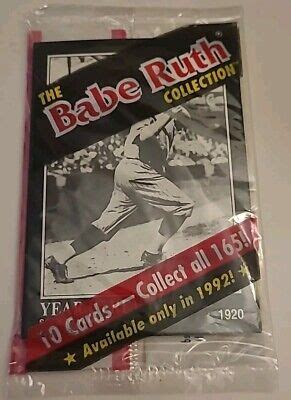 THE
Babe Ruth®
COLLECTION™
YEAR
1920
10 Cards — Collect all 165!
★ Available only in 1992! ★